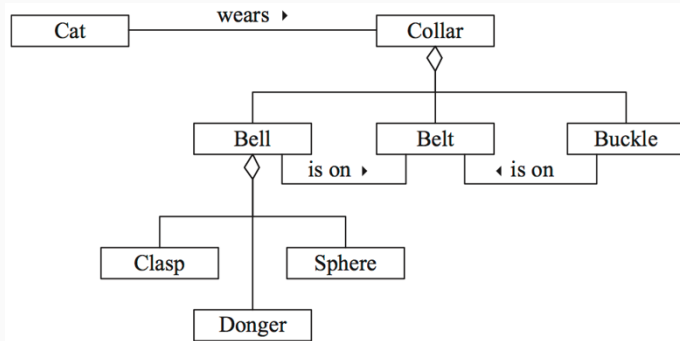 wears ▸
Cat
Collar
Bell
Belt
Buckle
is on ▸
◂ is on
Clasp
Sphere
Donger